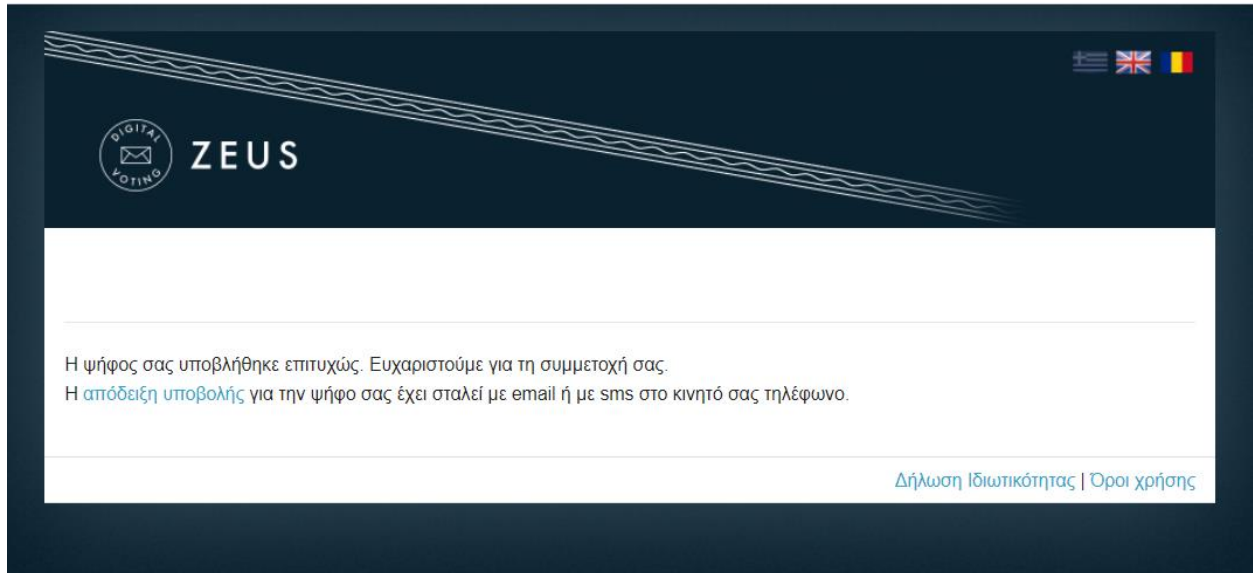 DIGITAL VOTING
ZEUS
Η ψήφος σας υποβλήθηκε επιτυχώς. Ευχαριστούμε για τη συμμετοχή σας.
Η απόδειξη υποβολής για την ψήφο σας έχει σταλεί με email ή με sms στο κινητό σας τηλέφωνο.
Δήλωση Ιδιωτικότητας | Όροι χρήσης